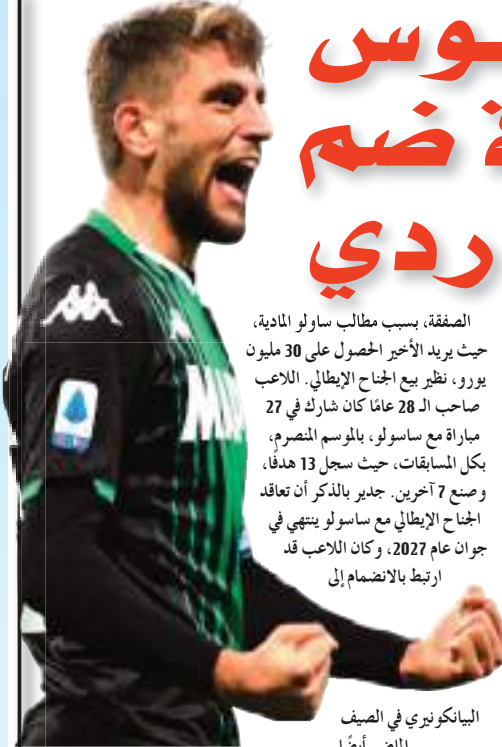 ـوس
ة ضم
ردي
الصفقة، بسبب مطالب ساولو المادية،
حيث يريد الأخير الحصول على 30 مليون
يورو، نظير بيع الجناح الإيطالي. اللاعب
صاحب الـ 28 عامًا كان شارك في 27
مباراة مع ساسولو، بالموسم المنصرم،
بكل المسابقات، حيث سجل 13 هدفًا،
وصنع 7 آخرين. جدير بالذكر أن تعاقد
الجناح الإيطالي مع ساسولو ينتهي في
جوان عام 2027، وكان اللاعب قد
ارتبط بالانضمام إلى
البيانكونيري في الصيف